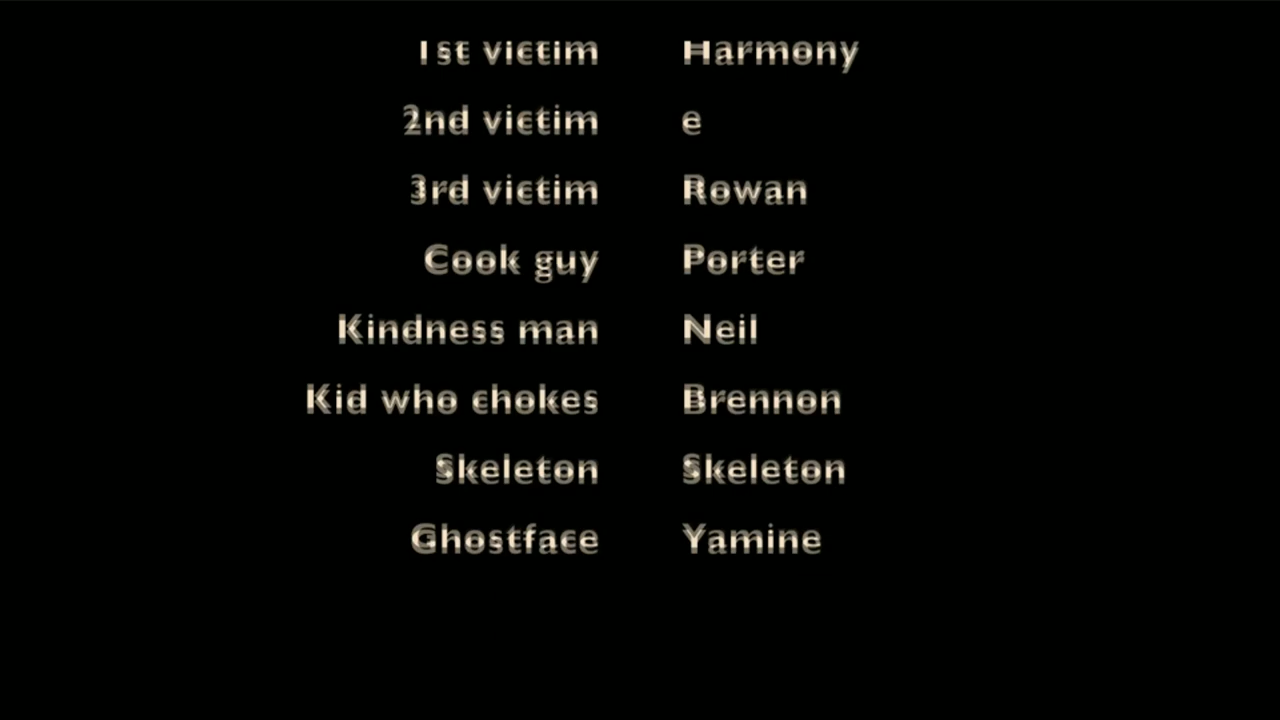 1st victim Harmony
2nd victim e
3rd victim Rowan
Cook guy Porter
Kindness man Neil
Kid who chokes Brennon
Skeleton Skeleton
Ghostface Yamine